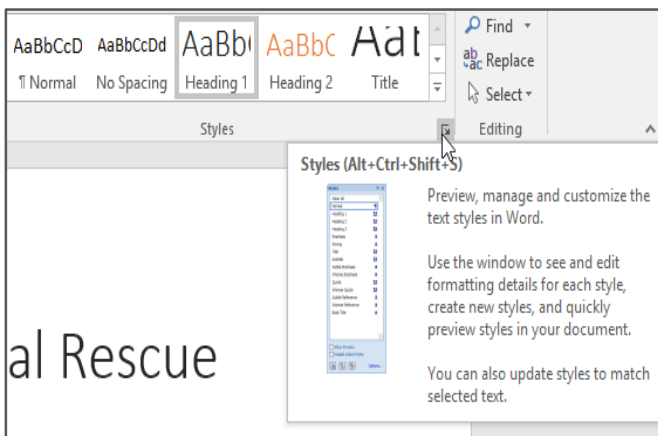 AaBbCcD AaBbCcDd AaBb( AaBbC Aat
¶ Normal No Spacing Heading 1 Heading 2 Title
Find
Replace
Select
Styles
Editing
Styles (Alt+Ctrl+Shift+S)
Preview, manage and customize the
text styles in Word.
Use the window to see and edit
formatting details for each style,
create new styles, and quickly
preview styles in your document.
You can also update styles to match
selected text.
al Rescue